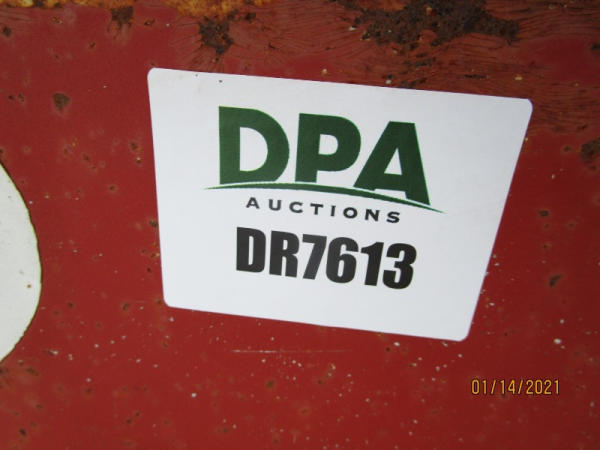 DPA
AUCTIONS
DR7613
01/14/2021